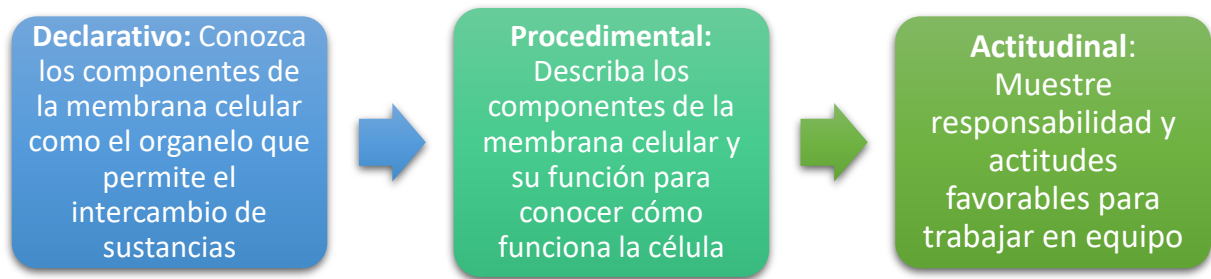 Declarativo: Conozca
los componentes de
la membrana celular
como el organelo que
permite el
intercambio de
sustancias
Procedimental:
Describa los
componentes de la
membrana celular y
su función para
conocer cómo
funciona la célula
Actitudinal:
Muestre
responsabilidad y
actitudes
favorables para
trabajar en equipo